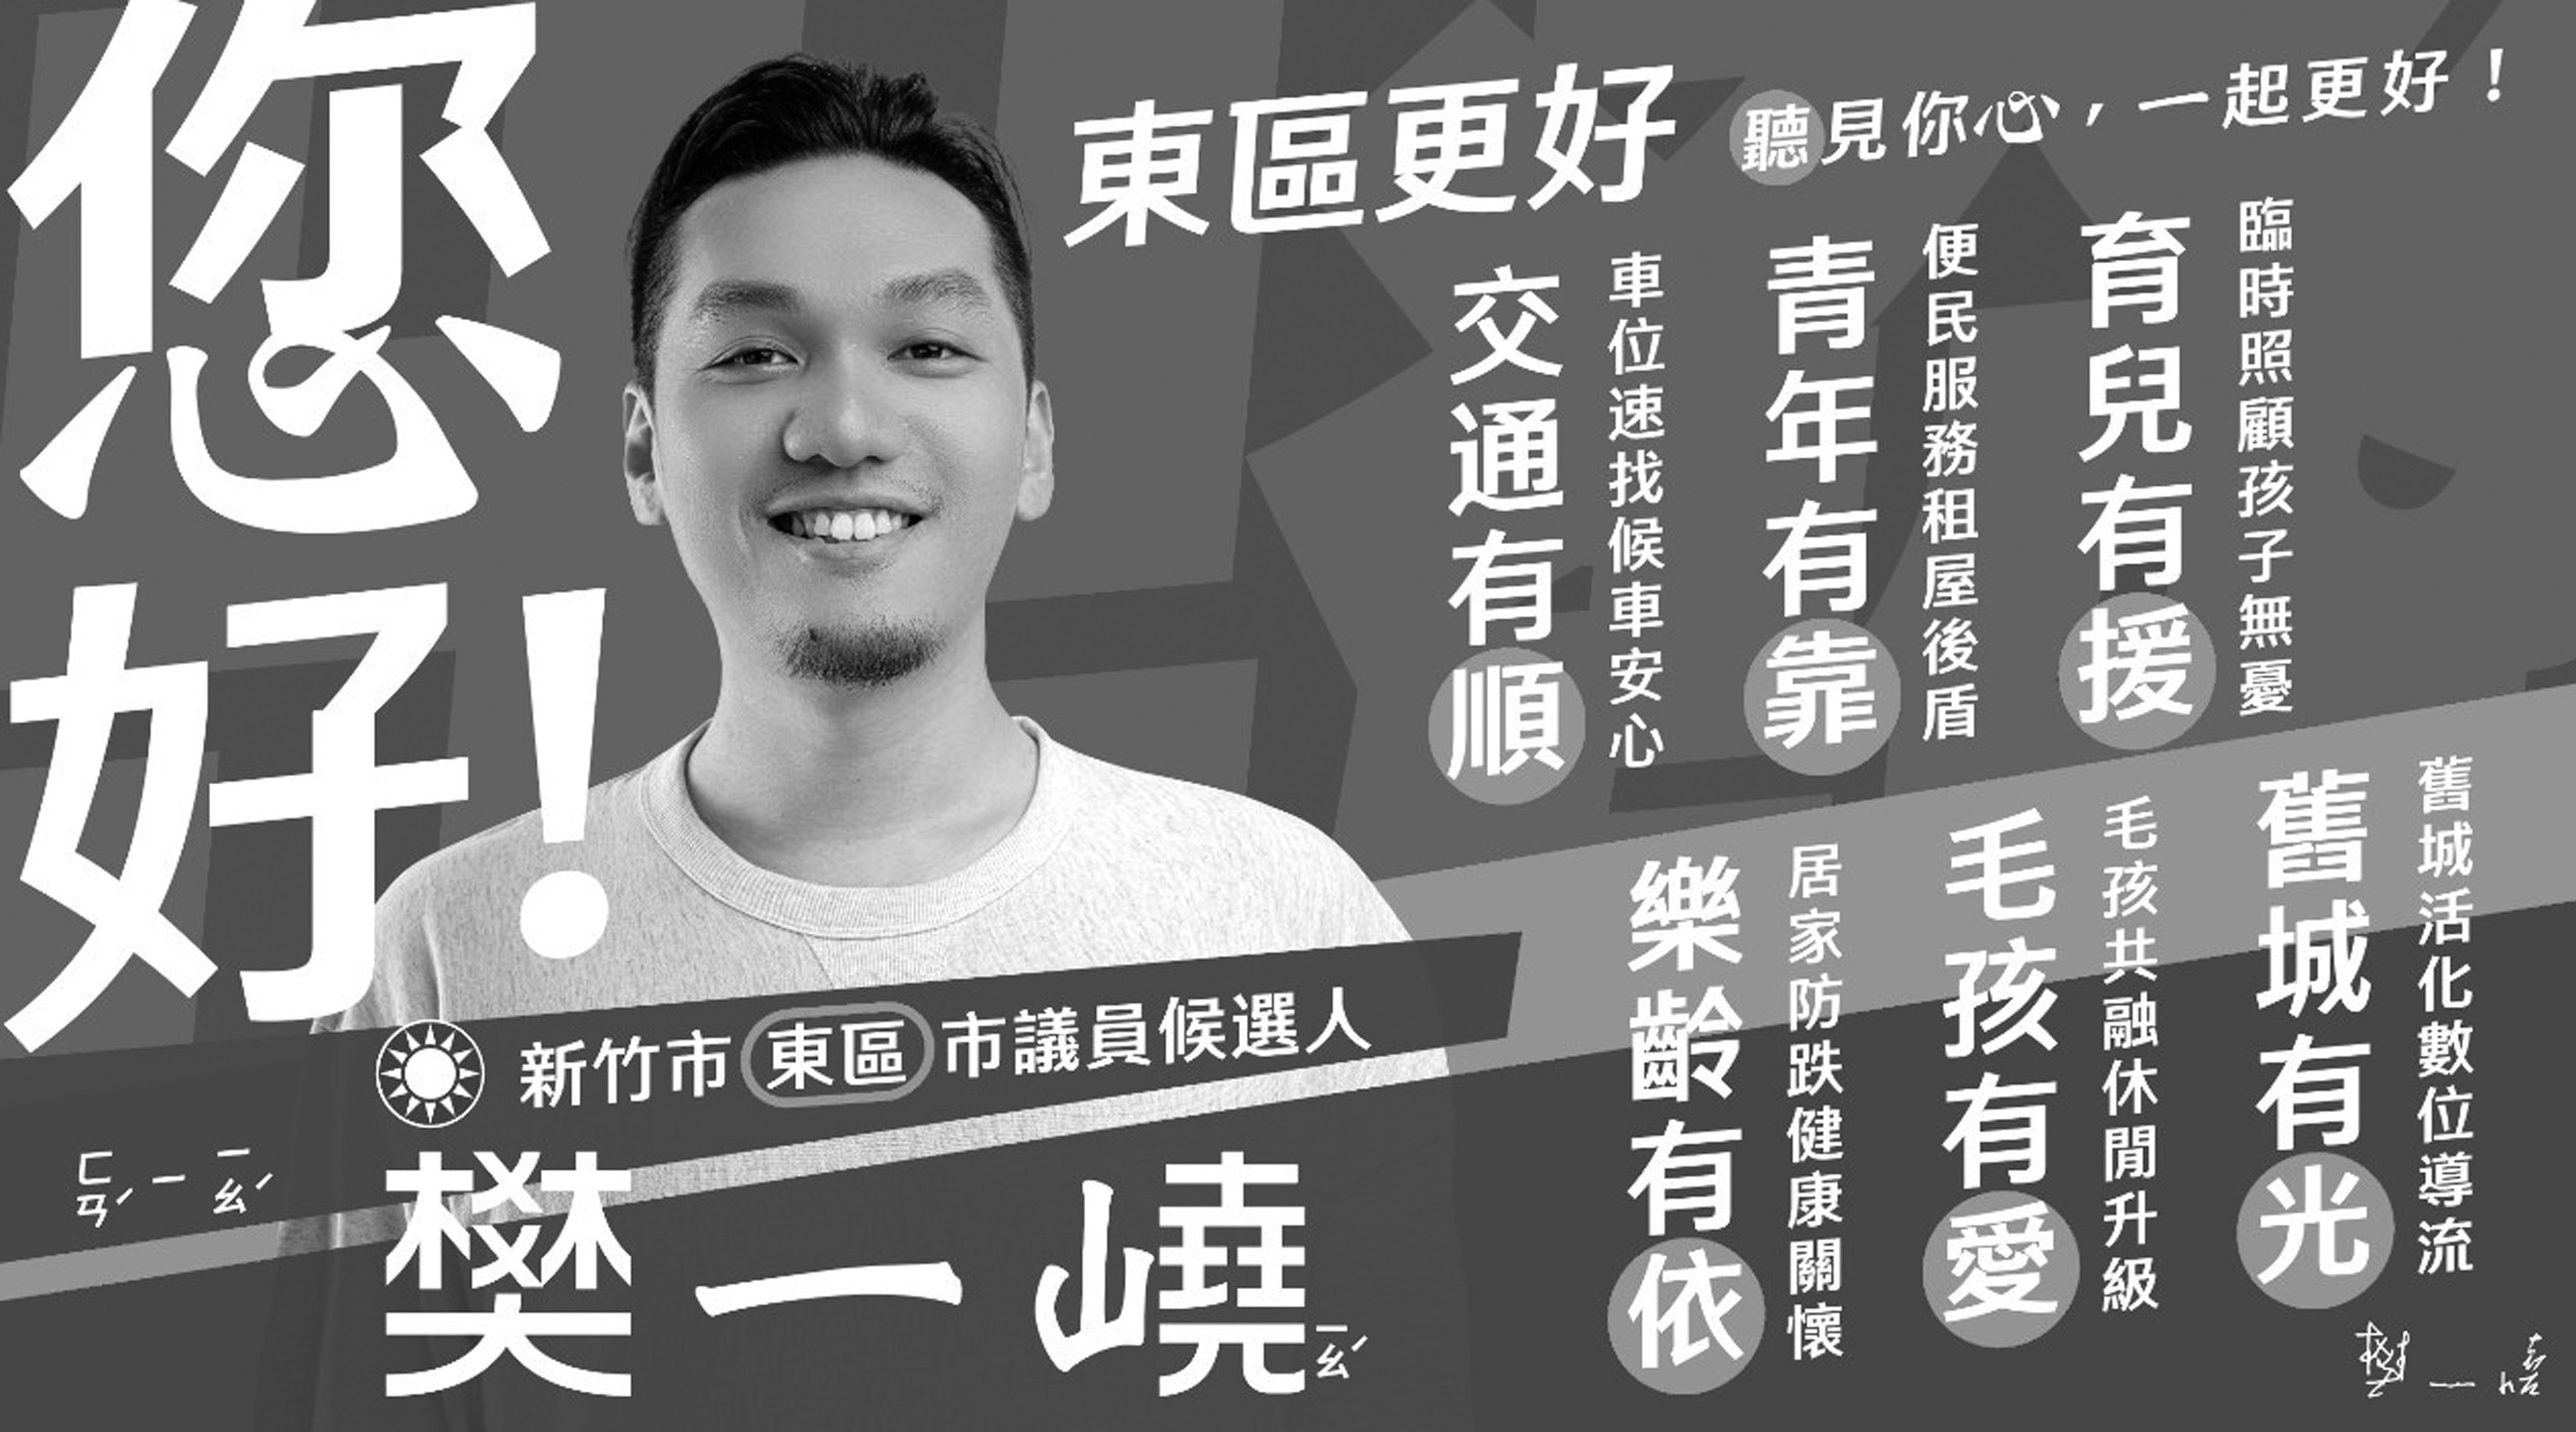 您好！
東區更好
聽見你心，一起更好！
交通有順
車位速找候車安心
青年有靠
便民服務租屋後盾
育兒有援
臨時照顧孩子無憂
樂齡有依
居家防跌健康關懷
毛孩有愛
毛孩共融休閒升級
舊城有光
舊城活化數位導流
新竹市東區市議員候選人
ㄈㄢˊ ㄧ ㄧㄠˊ
樊一嶢
ㄧㄠˊ
樊一嶢